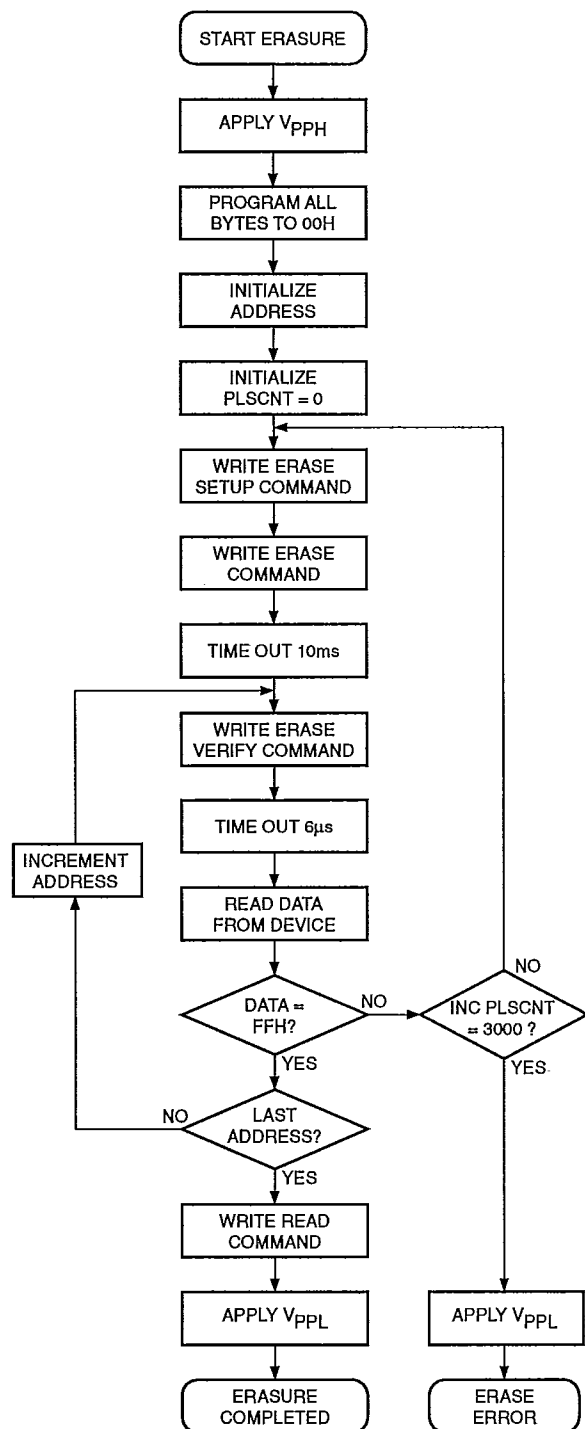 START ERASURE
APPLY VPPH
PROGRAM ALL
BYTES TO 00H
INITIALIZE
ADDRESS
INITIALIZE
PLSCNT = 0
WRITE ERASE
SETUP COMMAND
WRITE ERASE
COMMAND
TIME OUT 10ms
WRITE ERASE
VERIFY COMMAND
TIME OUT 6µs
INCREMENT
ADDRESS
READ DATA
FROM DEVICE
DATA =
FFH?
NO
YES
INC PLSCNT
= 3000 ?
NO
YES
LAST
ADDRESS?
NO
YES
WRITE READ
COMMAND
APPLY VPPL
ERASURE
COMPLETED
APPLY VPPL
ERASE
ERROR